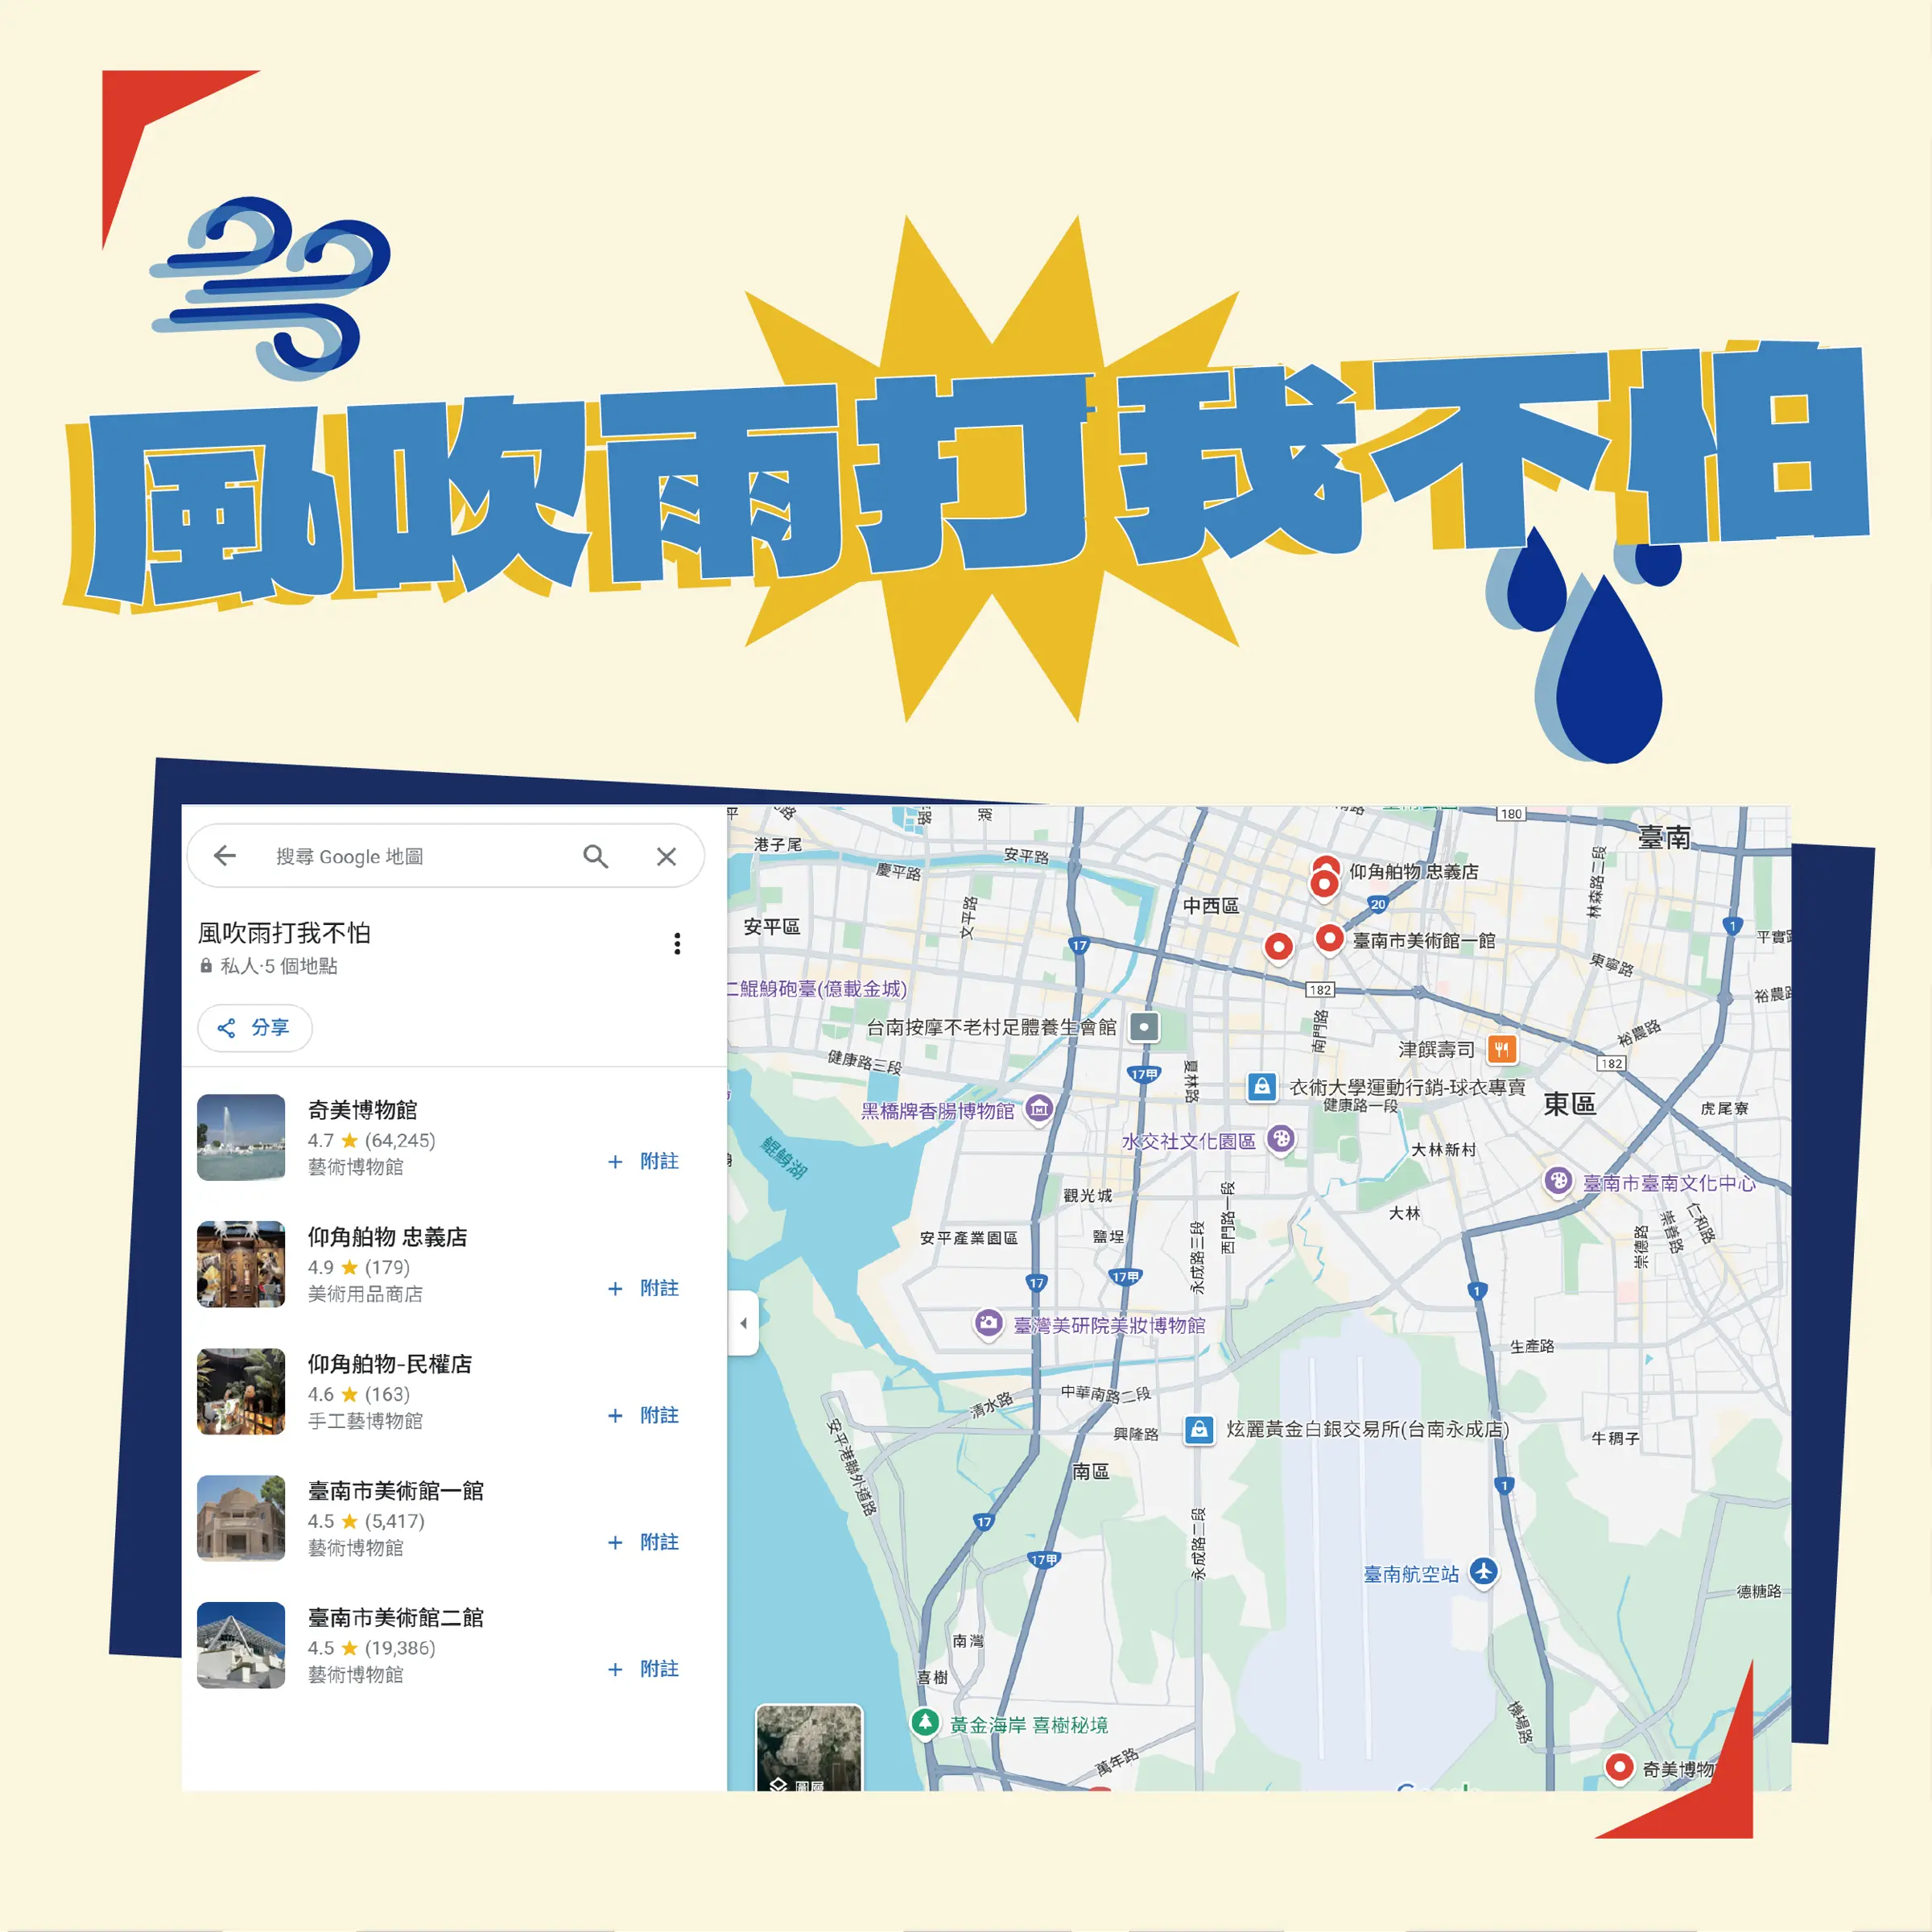 風吹雨打我不怕
搜尋 Google 地圖
風吹雨打我不怕
私人·5 個地點
分享
奇美博物館
4.7 ★ (64,245)
藝術博物館
+ 附註
仰角舶物 忠義店
4.9 ★ (179)
美術用品商店
+ 附註
仰角舶物-民權店
4.6 ★ (163)
手工藝博物館
+ 附註
臺南市美術館一館
4.5 ★ (5,417)
藝術博物館
+ 附註
臺南市美術館二館
4.5 ★ (19,386)
藝術博物館
+ 附註
180
臺南
港子尾
安平路
慶平路
仰角舶物 忠義店
林森路二段
中西區
20
安平區
文平路
17
臺南市美術館一館
1
平實
東寧路
二鯤鯓砲臺(億載金城)
182
裕農
台南按摩不老村足體養生會館
南門路
裕農路
津饌壽司
182
健康路三段
17甲
夏林路
衣術大學運動行銷-球衣專賣
健康路一段
東區
虎尾寮
黑橋牌香腸博物館
水交社文化園區
大林新村
鯤鯓湖
臺南市臺南文化中心
觀光城
西門路一段
大林
仁和路
崇善路
崇德路
安平產業園區
鹽埕
永成路三段
17
17甲
1
臺灣美研院美妝博物館
生產路
中華南路二段
清水路
安平港聯外道路
興隆路
炫麗黃金白銀交易所(台南永成店)
牛稠子
南區
1
17
永成路二段
17甲
臺南航空站
德糖路
南灣
喜樹
機場路
黃金海岸 喜樹秘境
萬年路
奇美博物
圖層